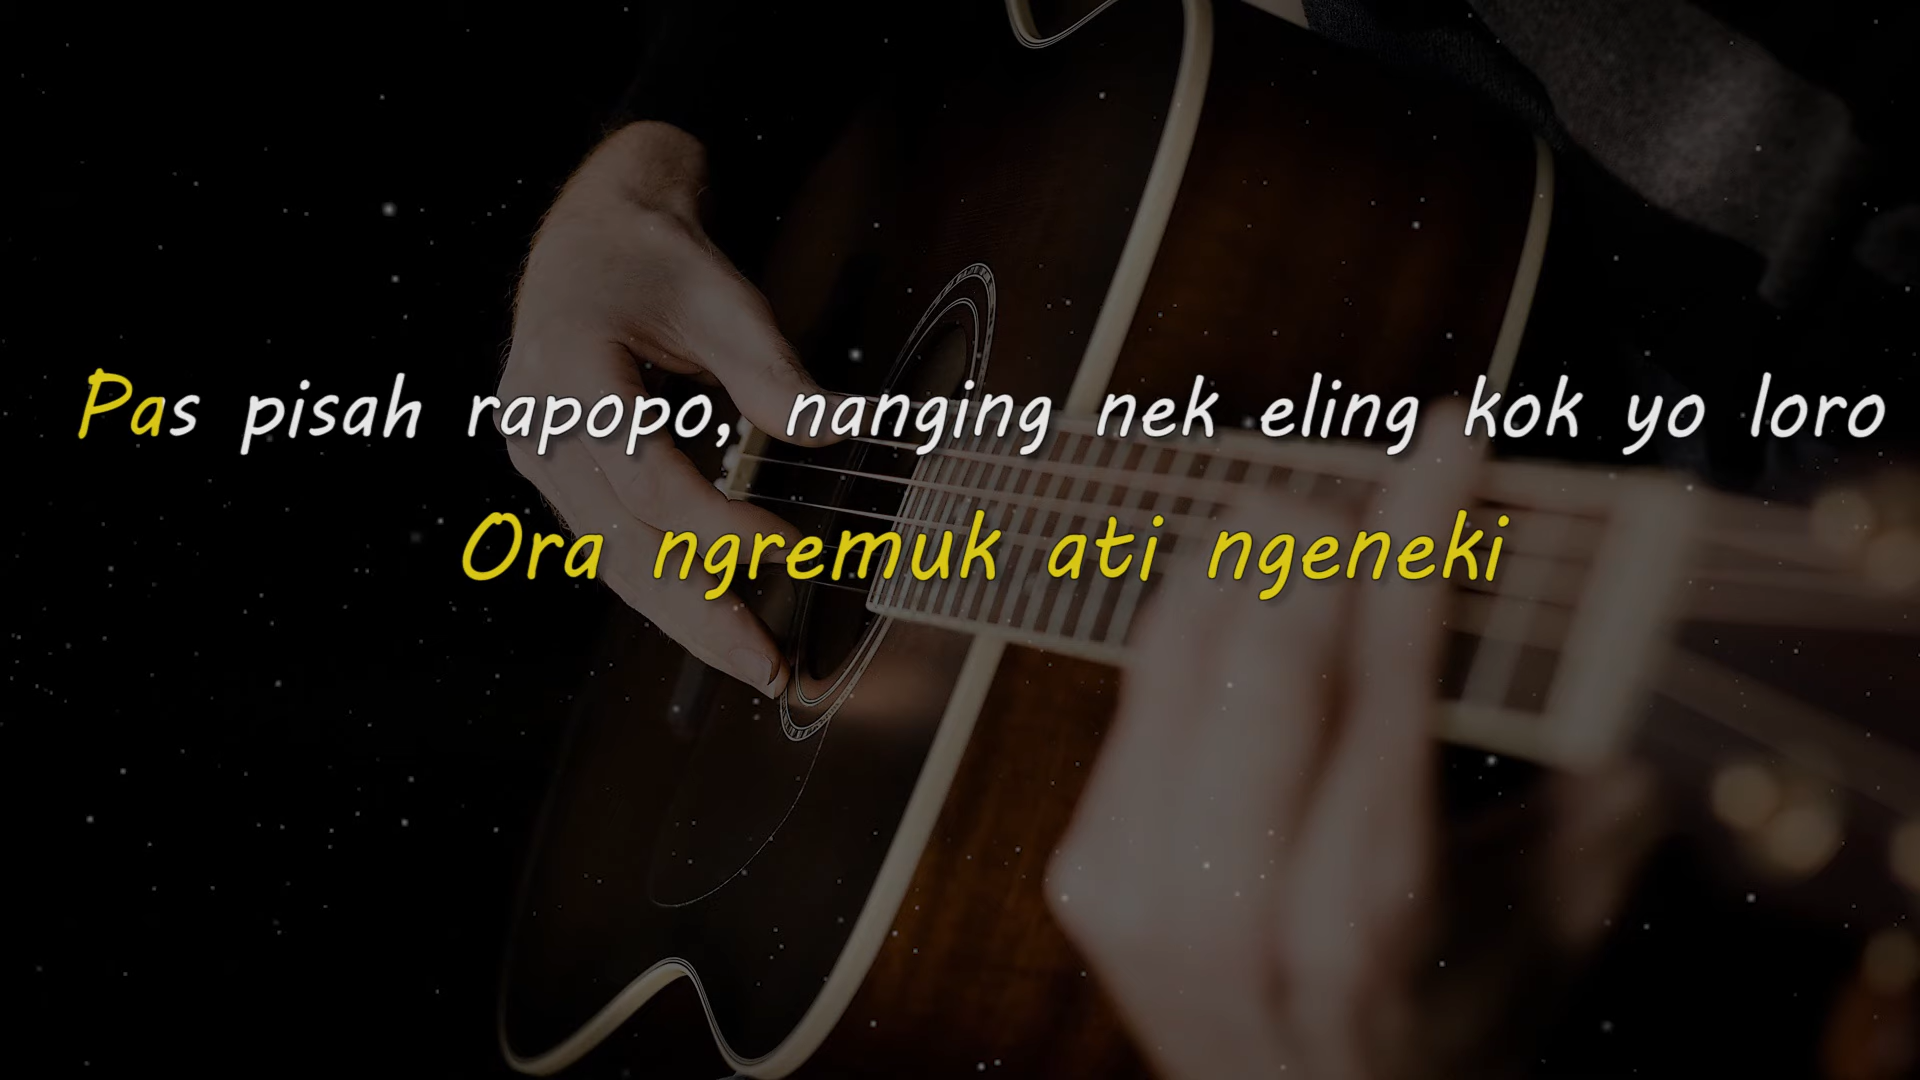 Pas pisah rapopo, nanging nek eling kok yo loro
Ora ngremuk ati ngeneki